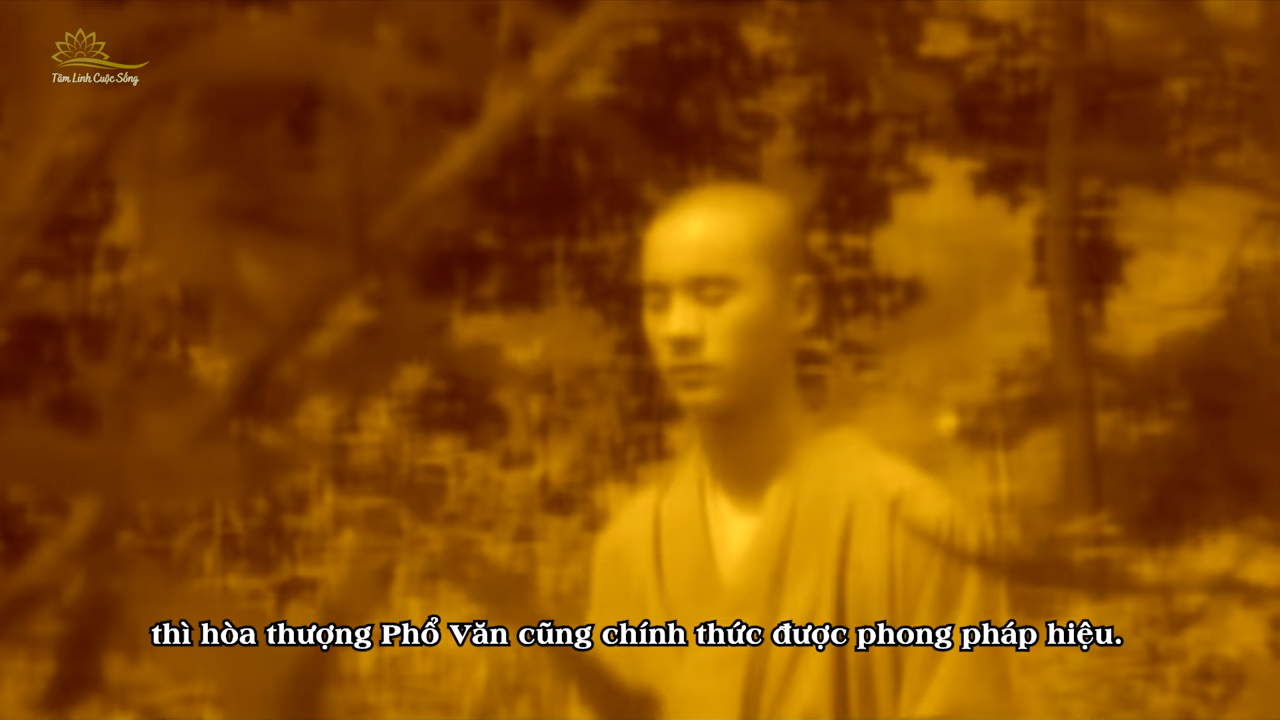 Tâm Linh Cuộc Sống
thì hòa thượng Phổ Văn cũng chính thức được phong pháp hiệu.